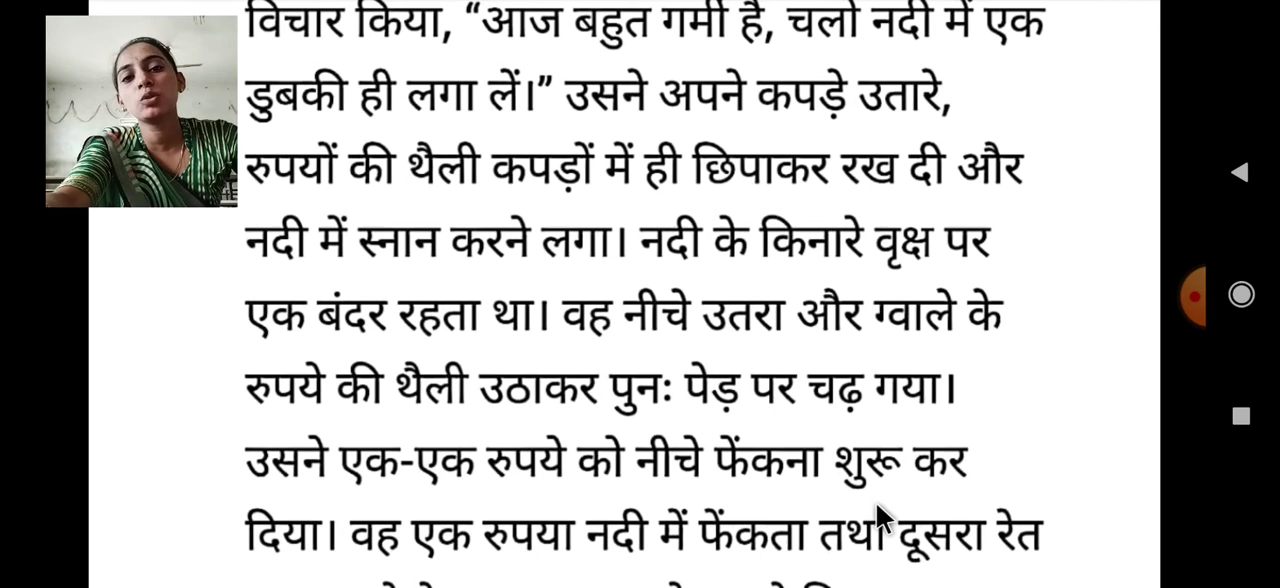 विचार किया, “आज बहुत गर्मी है, चलो नदी में एक
डुबकी ही लगा लें।” उसने अपने कपड़े उतारे,
रुपयों की थैली कपड़ों में ही छिपाकर रख दी और
नदी में स्नान करने लगा। नदी के किनारे वृक्ष पर
एक बंदर रहता था। वह नीचे उतरा और ग्वाले के
रुपये की थैली उठाकर पुनः पेड़ पर चढ़ गया।
उसने एक-एक रुपये को नीचे फेंकना शुरू कर
दिया। वह एक रुपया नदी में फेंकता तथा दूसरा रेत